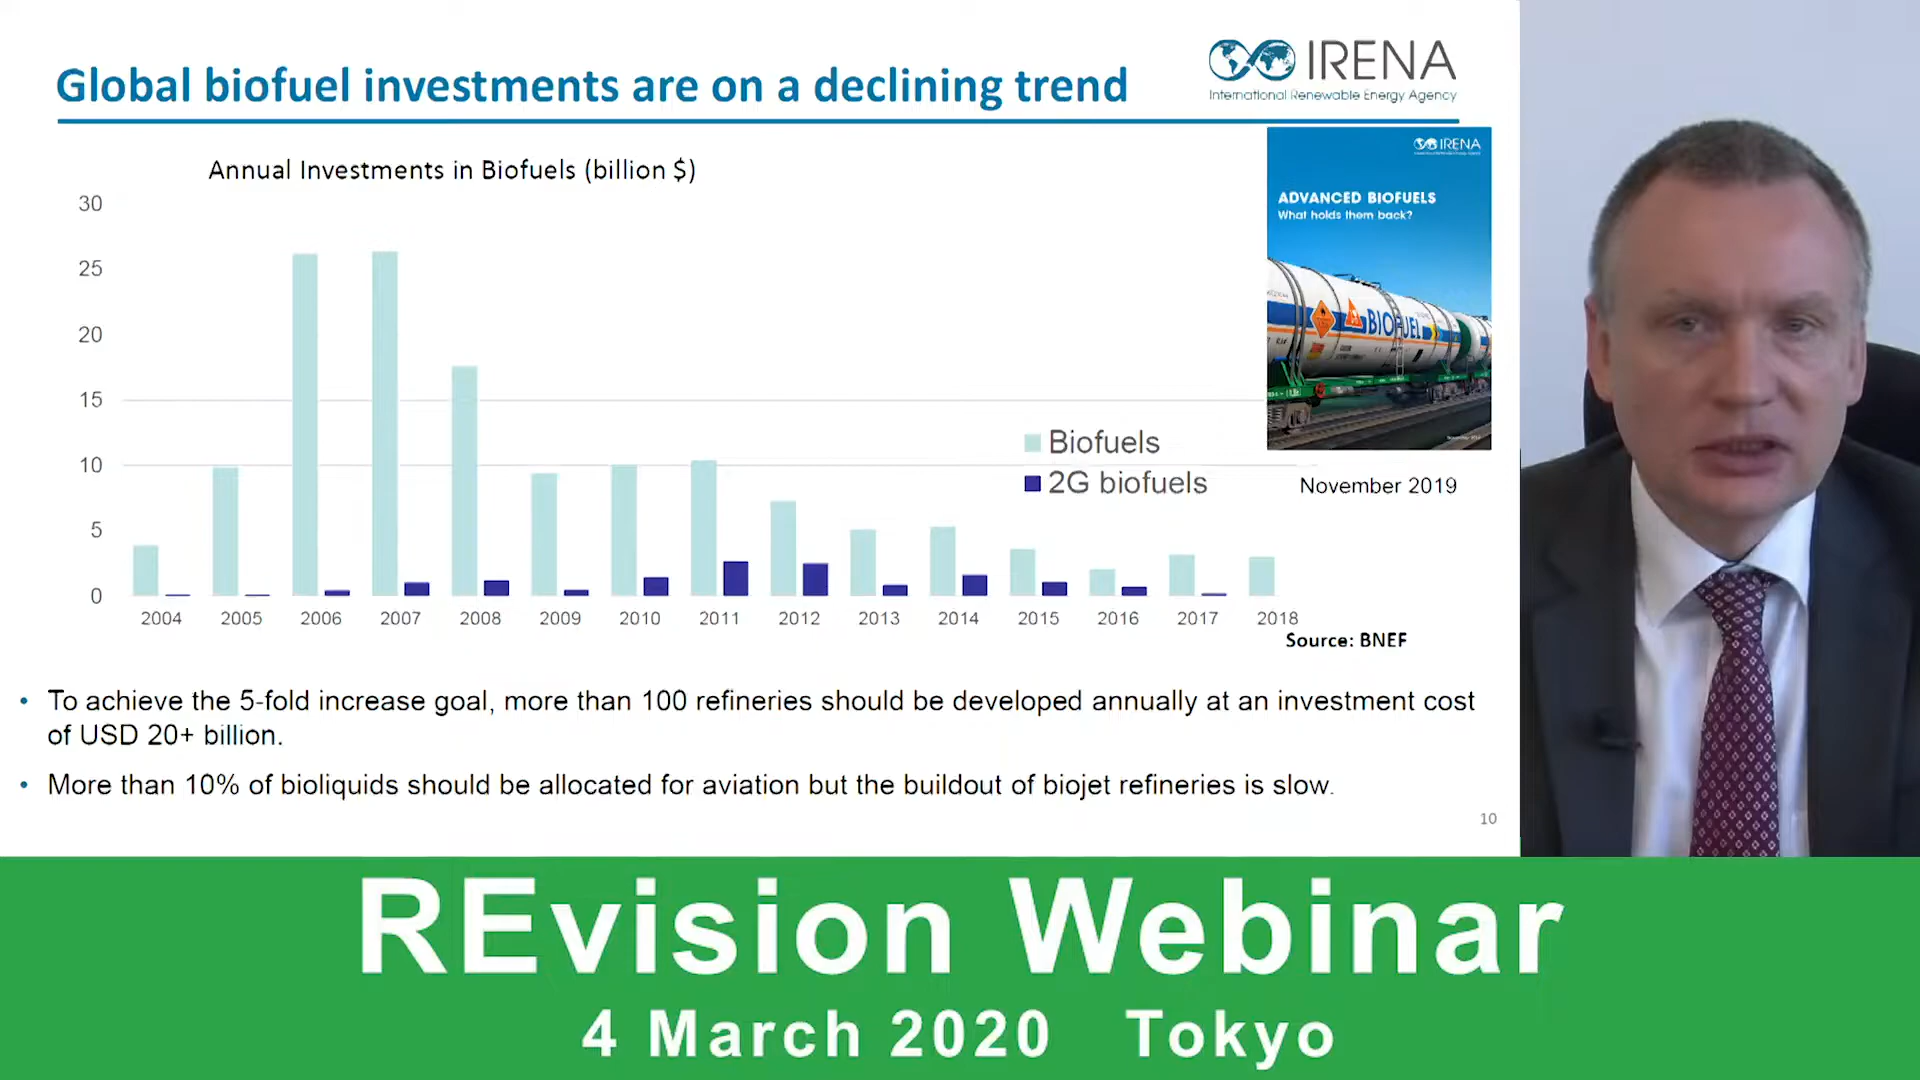 Global biofuel investments are on a declining trend
IRENA
International Renewable Energy Agency
Annual Investments in Biofuels (billion $)
30
25
20
15
10
5
0
2004 2005 2006 2007 2008 2009 2010 2011 2012 2013 2014 2015 2016 2017 2018
Biofuels
2G biofuels
IRENA
ADVANCED BIOFUELS
What holds them back?
BIOFUEL
November 2019
Source: BNEF
• To achieve the 5-fold increase goal, more than 100 refineries should be developed annually at an investment cost
of USD 20+ billion.
• More than 10% of bioliquids should be allocated for aviation but the buildout of biojet refineries is slow.
10
REvision Webinar
4 March 2020 Tokyo